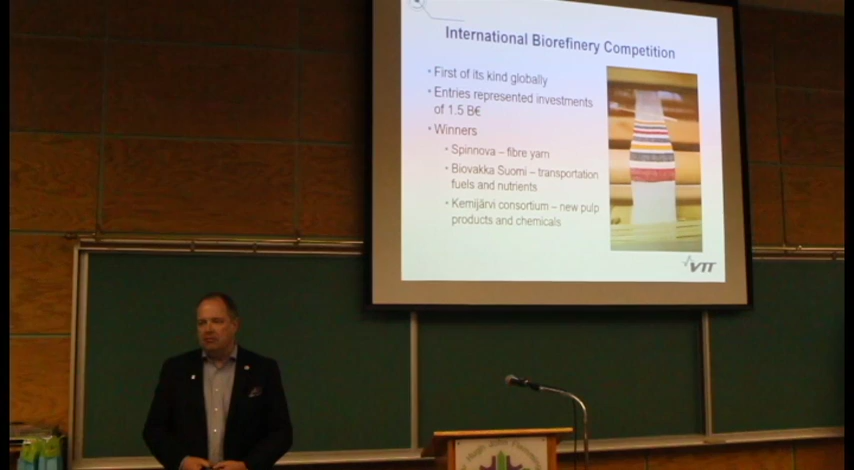 International Biorefinery Competition
• First of its kind globally
• Entries represented investments
of 1.5 B€
• Winners
• Spinnova – fibre yarn
• Biovakka Suomi – transportation
fuels and nutrients
• Kemijärvi consortium – new pulp
products and chemicals
VTT